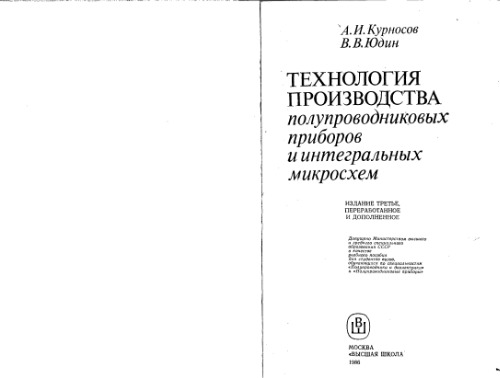 А.И.Курносов
В.В.Юдин
ТЕХНОЛОГИЯ
ПРОИЗВОДСТВА
полупроводниковых
приборов
и интегральных
микросхем
ИЗДАНИЕ ТРЕТЬЕ,
ПЕРЕРАБОТАННОЕ
И ДОПОЛНЕННОЕ
Допущено Министерством высшего
и среднего специального
образования СССР
в качестве
учебного пособия
для студентов вузов,
обучающихся по специальностям
«Полупроводники и диэлектрики»
и «Полупроводниковые приборы»
ВШ
МОСКВА
«ВЫСШАЯ ШКОЛА
1986